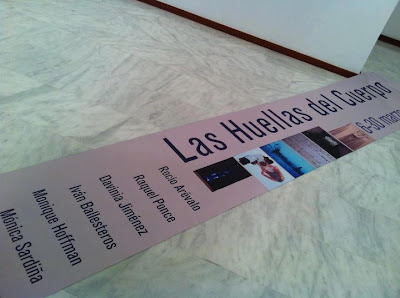 Las Huellas del Cuerpo
6-30 marzo
Rocío Arévalo
Raquel Ponce
Davinia Jiménez
Iván Ballesteros
Monique Hoffman
Mónica Sardiña